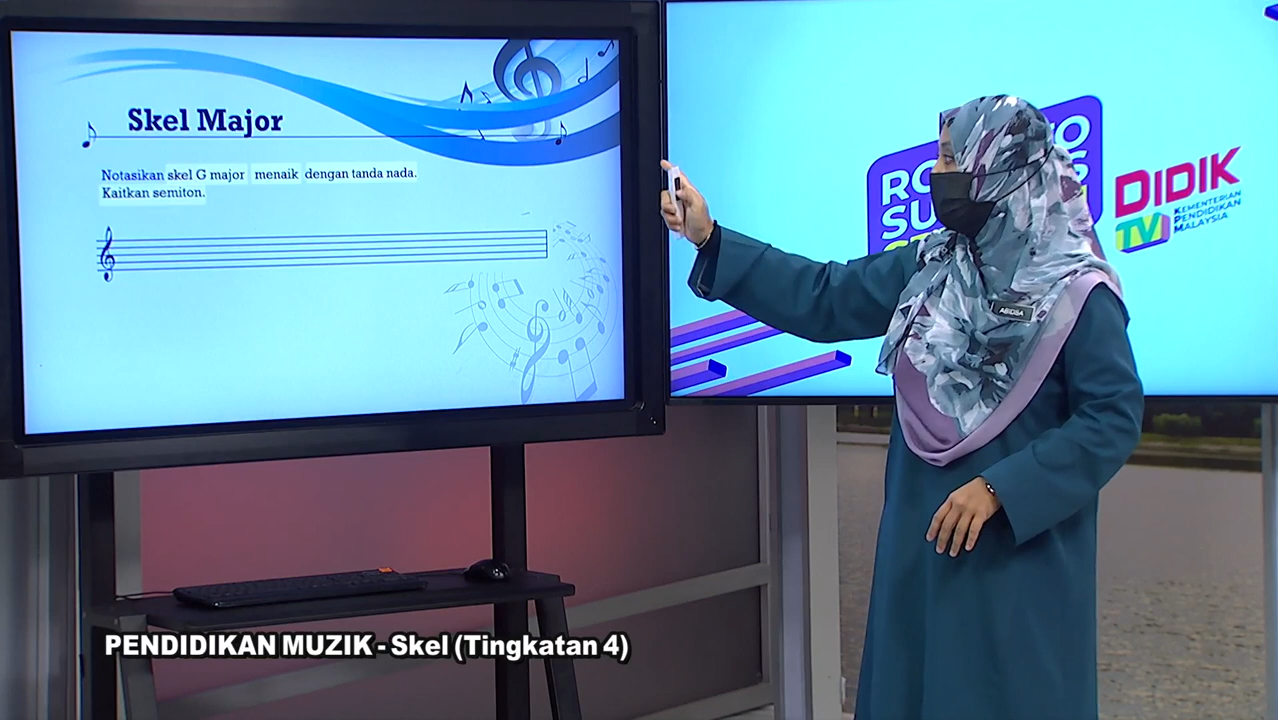 Skel Major
Notasikan skel G major menaik dengan tanda nada.
Kaitkan semiton.
DIDIK
TV
KEMENTERIAN
PENDIDIKAN
MALAYSIA
ABIDSA
PENDIDIKAN MUZIK - Skel (Tingkatan 4)